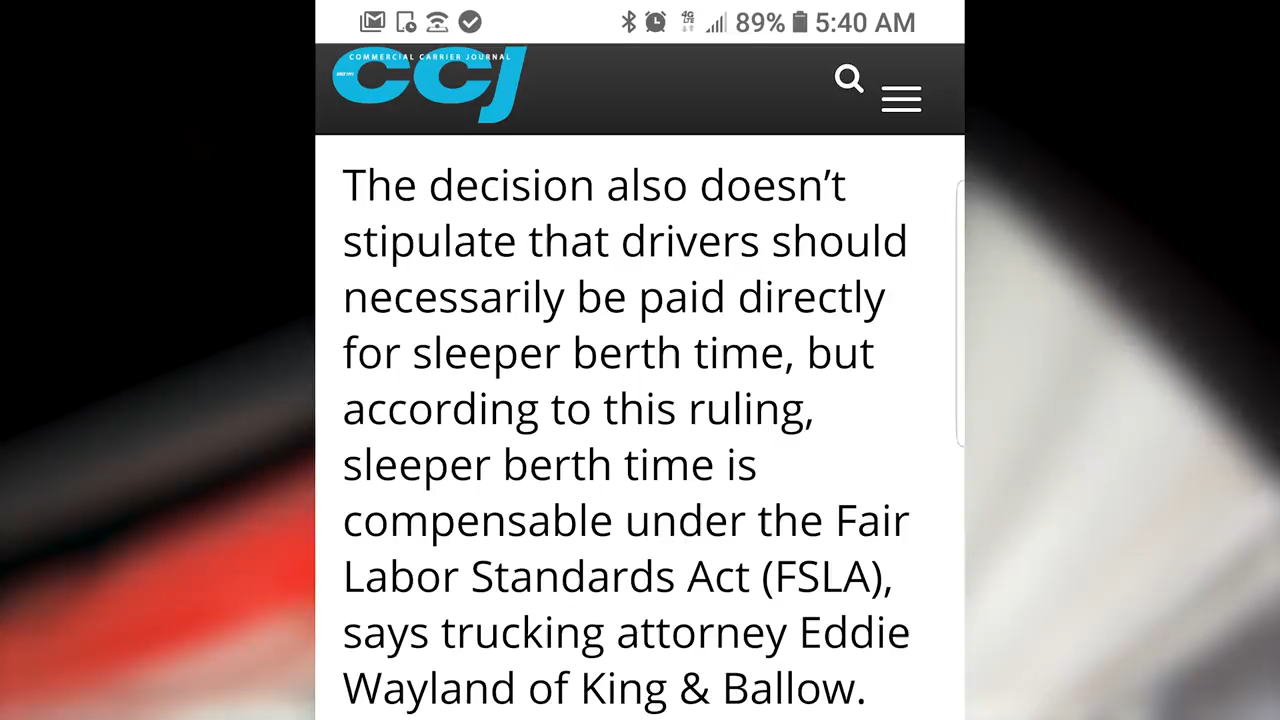 89% 5:40 AM
COMMERCIAL CARRIER JOURNAL
CCJ
The decision also doesn’t
stipulate that drivers should
necessarily be paid directly
for sleeper berth time, but
according to this ruling,
sleeper berth time is
compensable under the Fair
Labor Standards Act (FSLA),
says trucking attorney Eddie
Wayland of King & Ballow.